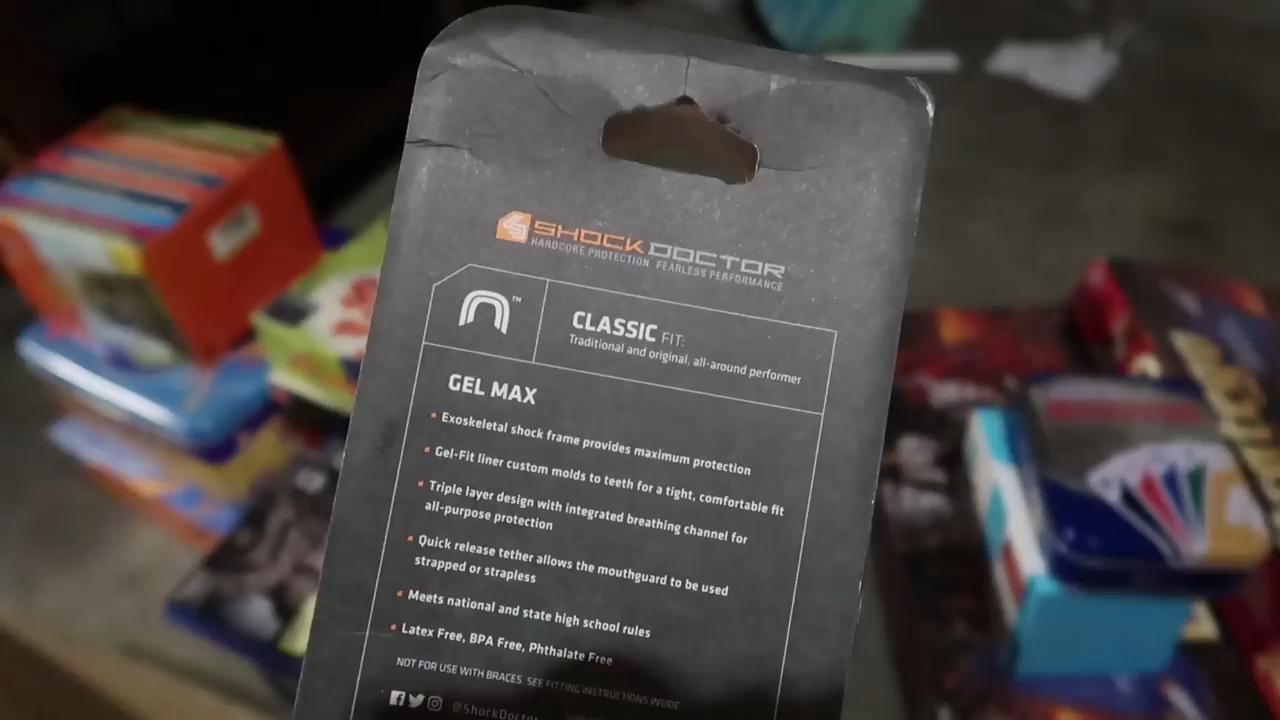 SHOCK DOCTOR
HARDCORE PROTECTION™ FEARLESS PERFORMANCE
™
CLASSIC FIT:
Traditional and original, all-around performer
GEL MAX
▪ Exoskeletal shock frame provides maximum protection
▪ Gel-Fit liner custom molds to teeth for a tight, comfortable fit
▪ Triple layer design with integrated breathing channel for
all-purpose protection
▪ Quick release tether allows the mouthguard to be used
strapped or strapless
▪ Meets national and state high school rules
▪ Latex Free, BPA Free, Phthalate Free
NOT FOR USE WITH BRACES. SEE FITTING INSTRUCTIONS INSIDE
@ShockDoctor